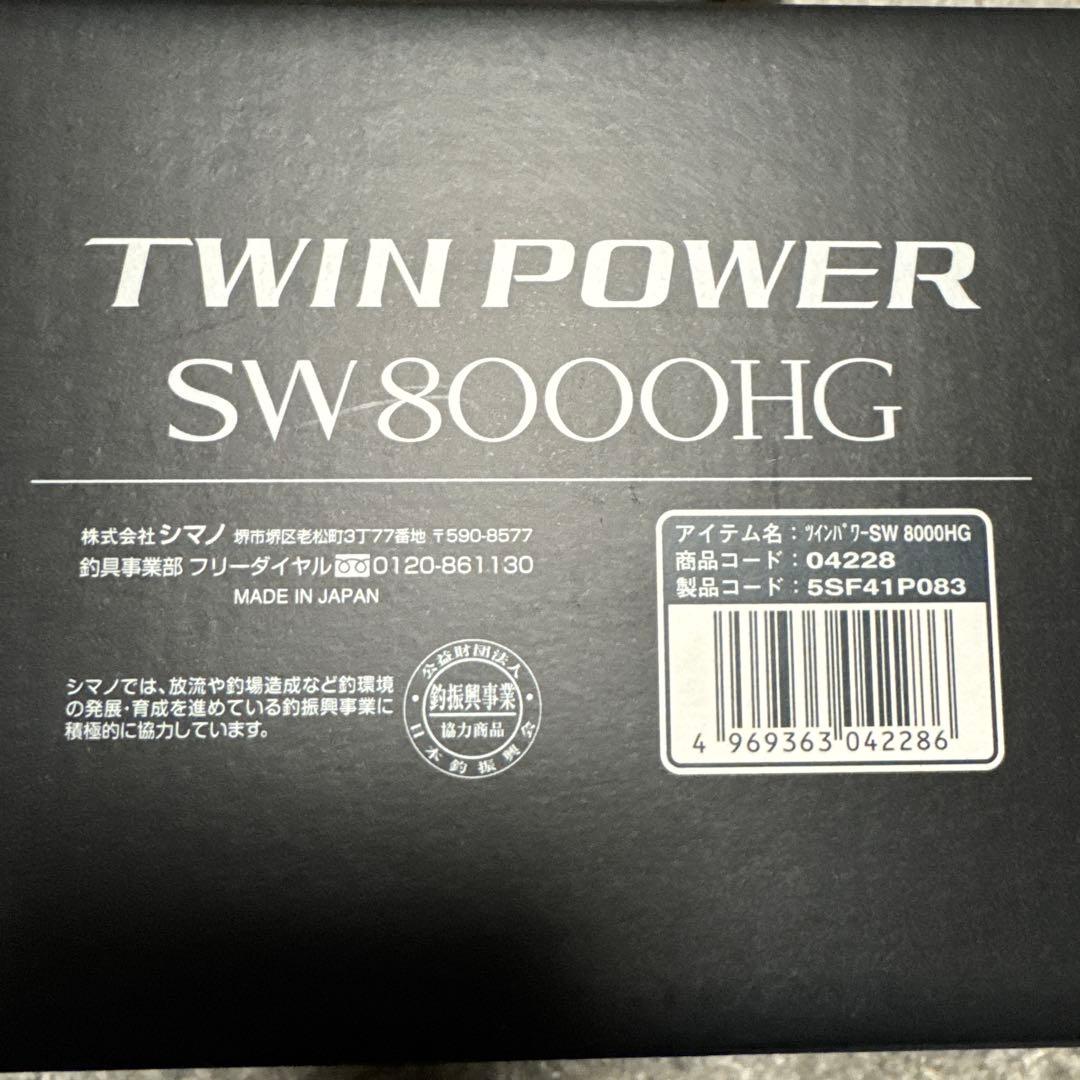 TWIN POWER
SW8000HG
株式会社 シマノ 堺市堺区老松町3丁77番地 〒590-8577
釣具事業部 フリーダイヤル 0120-861130
MADE IN JAPAN
シマノでは、放流や釣場造成など釣環境
の発展・育成を進めている釣振興事業に
積極的に協力しています。
公益財団法人
釣振興事業
協力商品
日本釣振興会
アイテム名：ﾂｲﾝﾊﾟﾜｰSW 8000HG
商品コード：04228
製品コード：5SF41P083
4 969363 042286